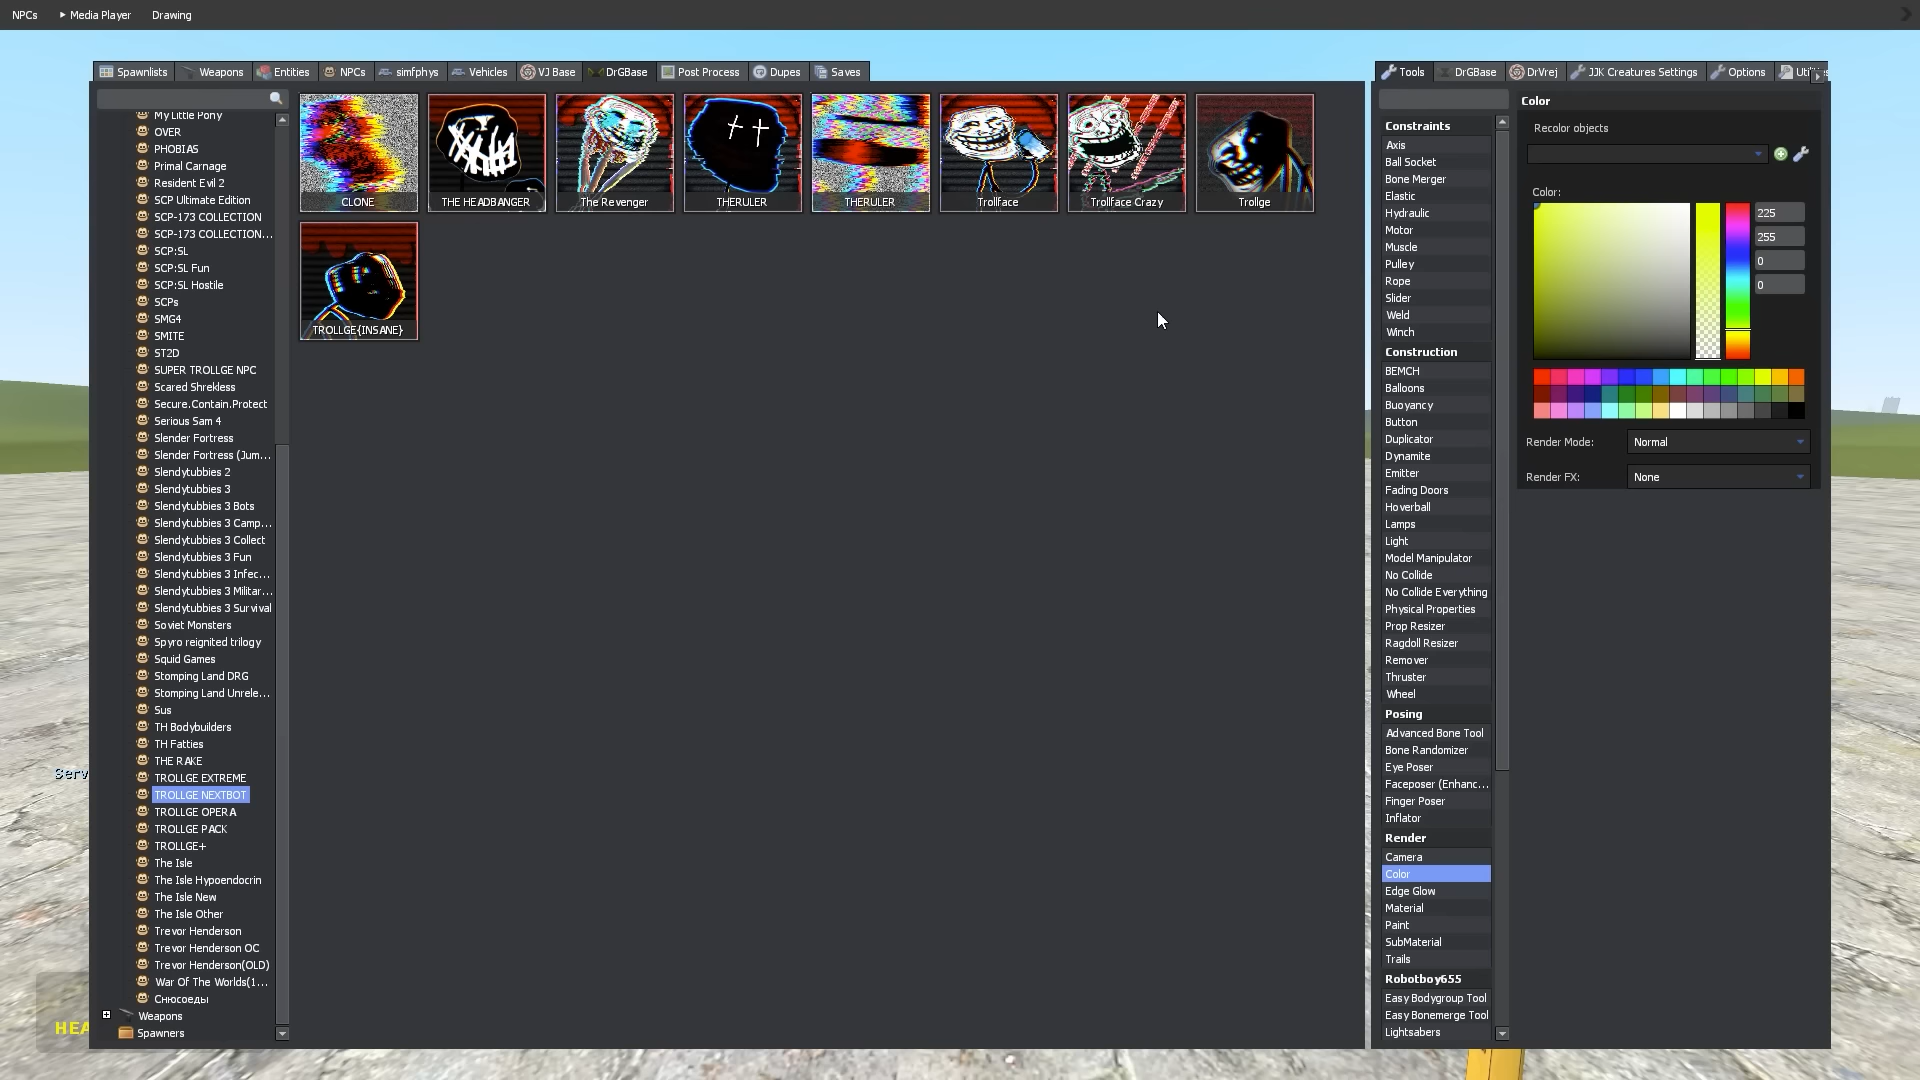 NPCs
Media Player
Drawing
Spawnlists
Weapons
Entities
NPCs
simfphys
Vehicles
VJ Base
DrGBase
Post Process
Dupes
Saves
My Little Pony
OVER
PHOBIAS
Primal Carnage
Resident Evil 2
SCP Ultimate Edition
SCP-173 COLLECTION
SCP-173 COLLECTION...
SCP:SL
SCP:SL Fun
SCP:SL Hostile
SCPs
SMG4
SMITE
ST2D
SUPER TROLLGE NPC
Scared Shrekless
Secure.Contain.Protect
Serious Sam 4
Slender Fortress
Slender Fortress (Jum...
Slendytubbies 2
Slendytubbies 3
Slendytubbies 3 Bots
Slendytubbies 3 Camp...
Slendytubbies 3 Collect
Slendytubbies 3 Fun
Slendytubbies 3 Infec...
Slendytubbies 3 Militar...
Slendytubbies 3 Survival
Soviet Monsters
Spyro reignited trilogy
Squid Games
Stomping Land DRG
Stomping Land Unrele...
Sus
TH Bodybuilders
TH Fatties
THE RAKE
TROLLGE EXTREME
TROLLGE NEXTBOT
TROLLGE OPERA
TROLLGE PACK
TROLLGE+
The Isle
The Isle Hypoendocrin
The Isle New
The Isle Other
Trevor Henderson
Trevor Henderson OC
Trevor Henderson(OLD)
War Of The Worlds(1...
Снюсоеды
Weapons
Spawners
Serv
HEA
CLONE
THE HEADBANGER
The Revenger
THERULER
THERULER
Trollface
Trollface Crazy
Trollge
TROLLGE{INSANE}
Tools
DrGBase
DrVrej
JJK Creatures Settings
Options
Constraints
Axis
Ball Socket
Bone Merger
Elastic
Hydraulic
Motor
Muscle
Pulley
Rope
Slider
Weld
Winch
Construction
BEMCH
Balloons
Buoyancy
Button
Duplicator
Dynamite
Emitter
Fading Doors
Hoverball
Lamps
Light
Model Manipulator
No Collide
No Collide Everything
Physical Properties
Prop Resizer
Ragdoll Resizer
Remover
Thruster
Wheel
Posing
Advanced Bone Tool
Bone Randomizer
Eye Poser
Faceposer (Enhanc...
Finger Poser
Inflator
Render
Camera
Color
Edge Glow
Material
Paint
SubMaterial
Trails
Robotboy655
Easy Bodygroup Tool
Easy Bonemerge Tool
Lightsabers
Color
Recolor objects
Color:
225
255
0
0
Render Mode:
Normal
Render FX:
None